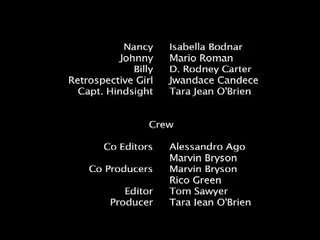 Nancy Isabella Bodnar
Johnny Mario Roman
Billy D. Rodney Carter
Retrospective Girl Jwandace Candece
Capt. Hindsight Tara Jean O'Brien
Crew
Co Editors Alessandro Ago
Marvin Bryson
Co Producers Marvin Bryson
Rico Green
Editor Tom Sawyer
Producer Tara Jean O'Brien